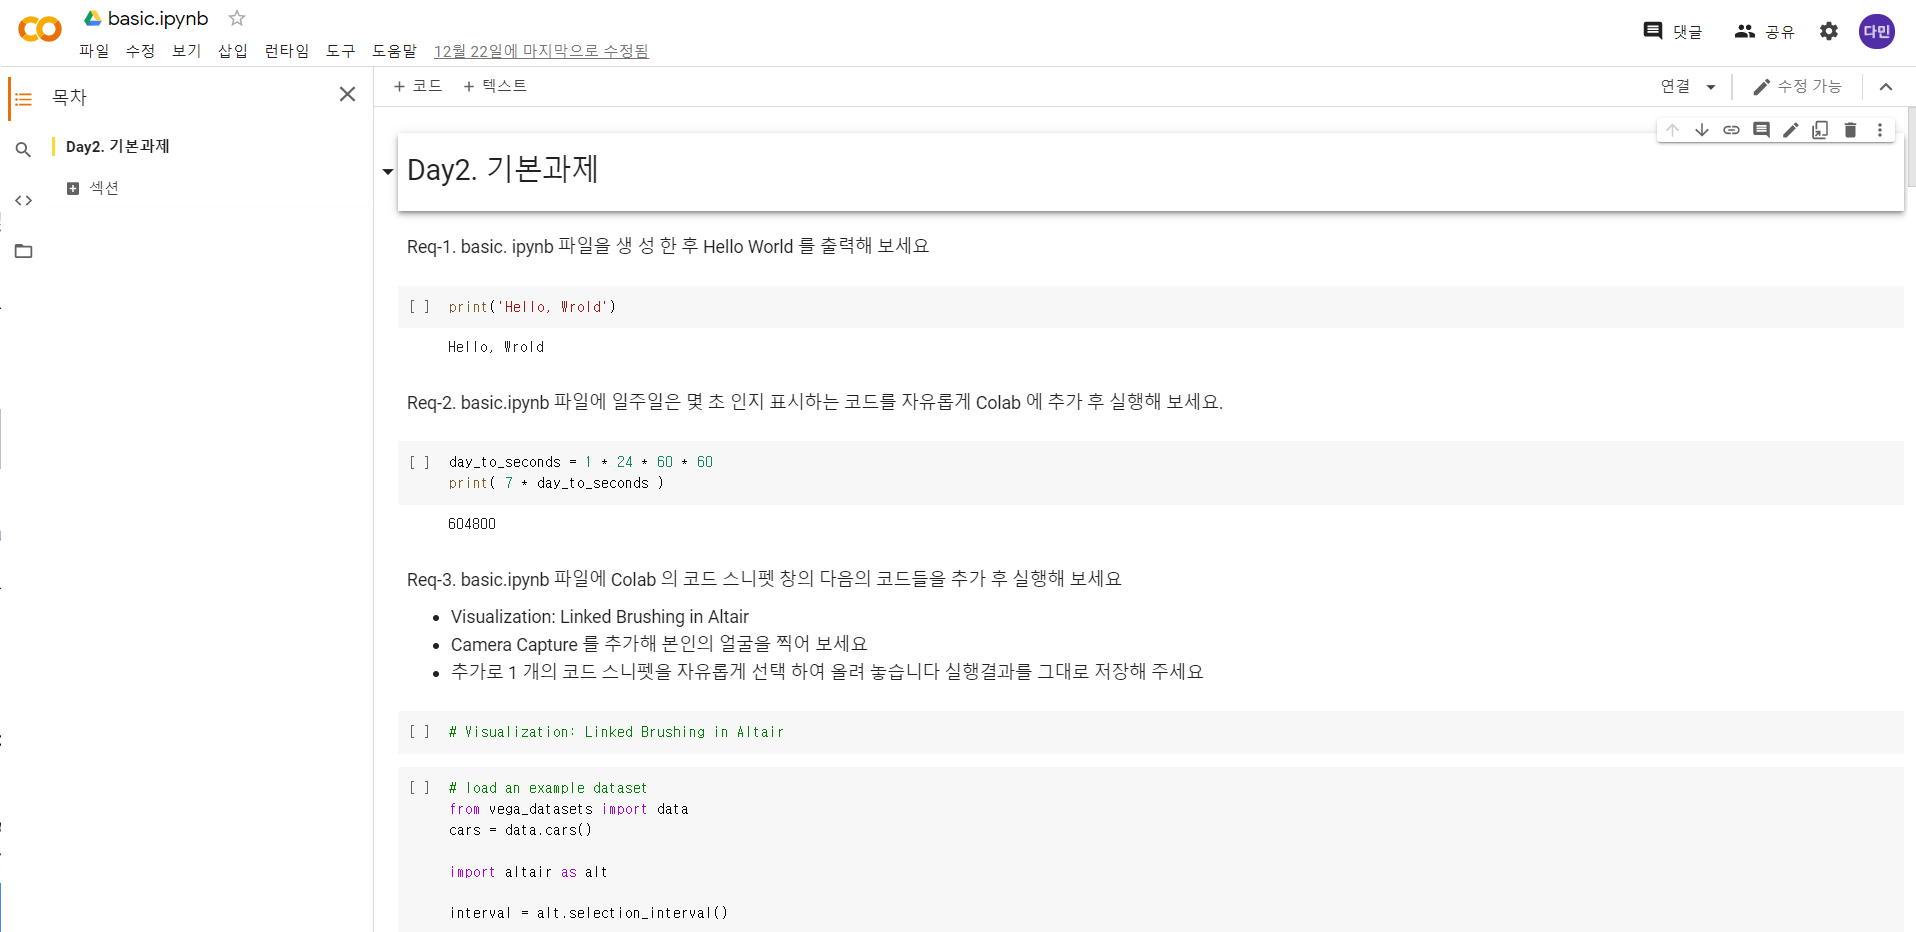 basic.ipynb
파일 수정 보기 삽입 런타임 도구 도움말 12월 22일에 마지막으로 수정됨
댓글 공유 다민
목차
Day2. 기본과제
섹션
+ 코드 + 텍스트
연결 수정 가능
Day2. 기본과제
Req-1. basic. ipynb 파일을 생 성 한 후 Hello World 를 출력해 보세요
[ ] print('Hello, Wrold')
Hello, Wrold
Req-2. basic.ipynb 파일에 일주일은 몇 초 인지 표시하는 코드를 자유롭게 Colab 에 추가 후 실행해 보세요.
[ ] day_to_seconds = 1 * 24 * 60 * 60
print( 7 * day_to_seconds )
604800
Req-3. basic.ipynb 파일에 Colab 의 코드 스니펫 창의 다음의 코드들을 추가 후 실행해 보세요
• Visualization: Linked Brushing in Altair
• Camera Capture 를 추가해 본인의 얼굴을 찍어 보세요
• 추가로 1 개의 코드 스니펫을 자유롭게 선택 하여 올려 놓습니다 실행결과를 그대로 저장해 주세요
[ ] # Visualization: Linked Brushing in Altair
[ ] # load an example dataset
from vega_datasets import data
cars = data.cars()
import altair as alt
interval = alt.selection_interval()